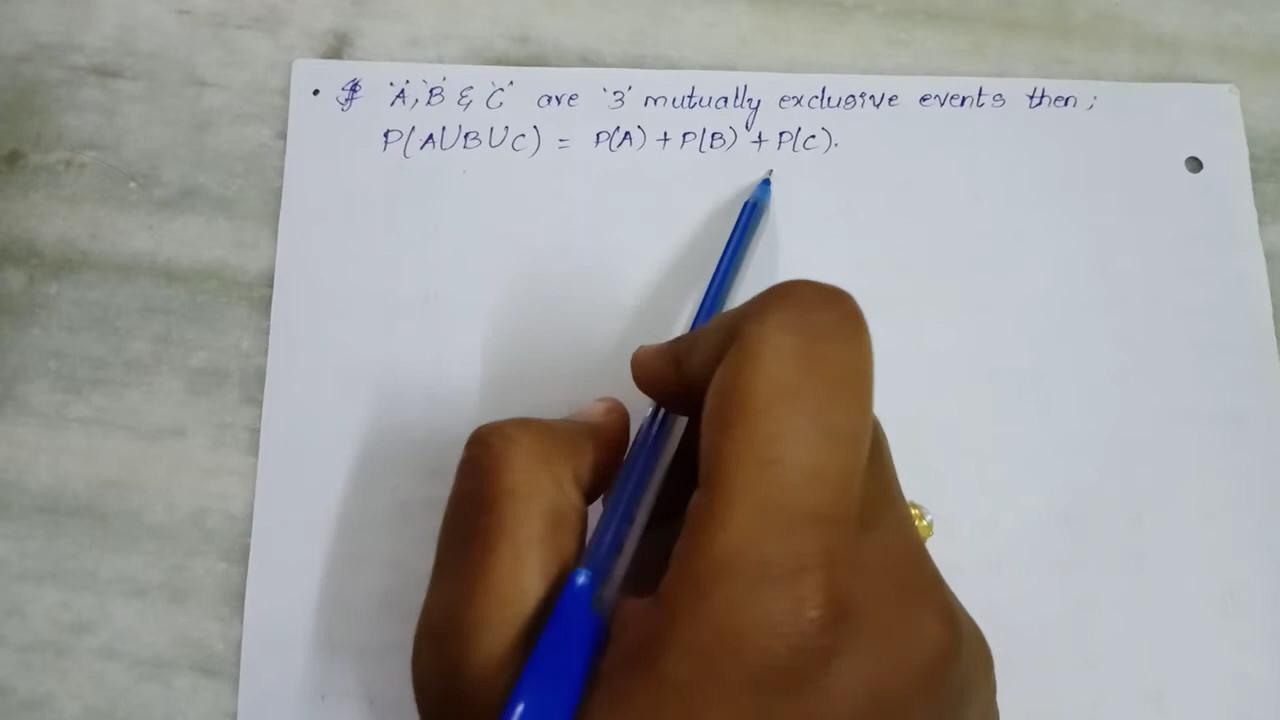 • If 'A', 'B' & 'C' are '3' mutually exclusive events then;
P(A∪B∪C) = P(A) + P(B) + P(C).